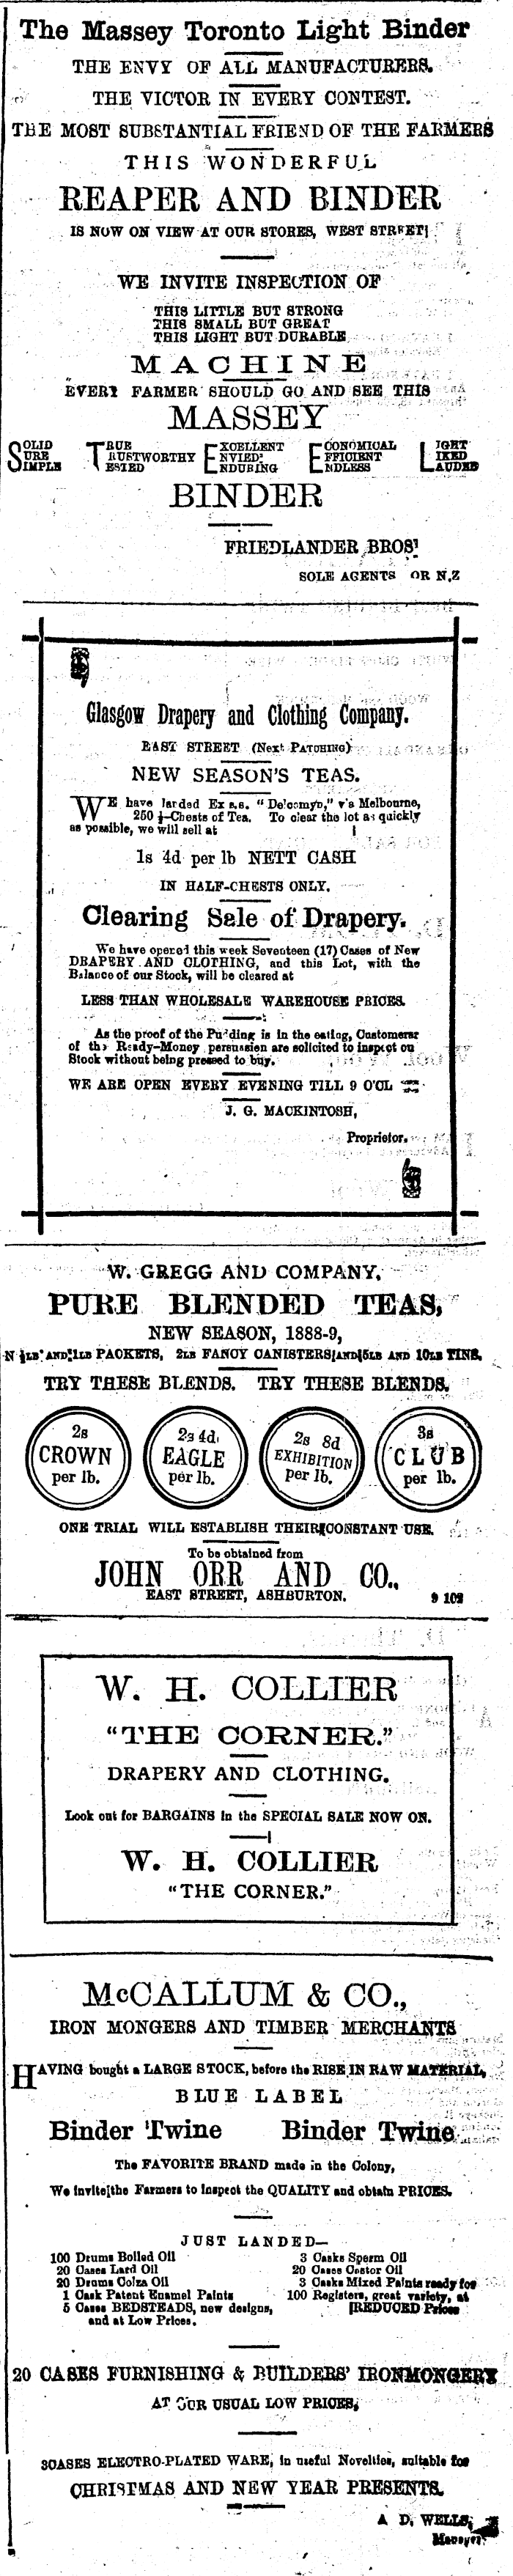 The Massey Toronto Light Binder
THE ENVY OF ALL MANUFACTURERS.
THE VICTOR IN EVERY CONTEST.
THE MOST SUBSTANTIAL FRIEND OF THE FARMERS
THIS WONDERFUL
REAPER AND BINDER
IS NOW ON VIEW AT OUR STORES, WEST STREET
WE INVITE INSPECTION OF
THIS LITTLE BUT STRONG
THIS SMALL BUT GREAT
THIS LIGHT BUT DURABLE
MACHINE
EVERY FARMER SHOULD GO AND SEE THIS
MASSEY
SOLID SURE SIMPLE TRUE TRUSTWORTHY TESTED EXCELLENT ENVIED ENDURING ECONOMICAL EFFICIENT ENDLESS LIGHT LIKED LAUDED
BINDER
FRIEDLANDER BROS
SOLE AGENTS OR N,Z
Glasgow Drapery and Clothing Company.
EAST STREET (Next PATCHING)
NEW SEASON'S TEAS.
WE have landed Ex s.s. "De'comyn," v'a Melbourne,
250 ½-Chests of Tea. To clear the lot as quickly
as possible, we will sell at
1s 4d per lb NETT CASH
IN HALF-CHESTS ONLY.
Clearing Sale of Drapery.
We have opened this week Seventeen (17) Cases of New
DRAPERY AND CLOTHING, and this Lot, with the
Balance of our Stock, will be cleared at
LESS THAN WHOLESALE WAREHOUSE PRICES.
As the proof of the Pudding is in the eating, Customers
of the Ready-Money persuasion are solicited to inspect our
Stock without being pressed to buy.
WE ARE OPEN EVERY EVENING TILL 9 O'CL
J. G. MACKINTOSH,
Proprietor.
W. GREGG AND COMPANY,
PURE BLENDED TEAS,
NEW SEASON, 1888-9,
N ½LB AND 1LB PACKETS, 2LB FANCY CANISTERS AND 5LB AND 10LB TINS.
TRY THESE BLENDS. TRY THESE BLENDS.
2s CROWN per lb.
2s 4d. EAGLE per lb.
2s 8d EXHIBITION per lb.
3s CLUB per lb.
ONE TRIAL WILL ESTABLISH THEIR CONSTANT USE.
To be obtained from
JOHN ORR AND CO.,
EAST STREET, ASHBURTON. 9 102
W. H. COLLIER
"THE CORNER."
DRAPERY AND CLOTHING.
Look out for BARGAINS in the SPECIAL SALE NOW ON.
W. H. COLLIER
"THE CORNER."
McCALLUM & CO.,
IRON MONGERS AND TIMBER MERCHANTS
HAVING bought a LARGE STOCK, before the RISE IN RAW MATERIAL,
BLUE LABEL
Binder Twine Binder Twine
The FAVORITE BRAND made in the Colony,
We invite the Farmers to Inspect the QUALITY and obtain PRICES.
JUST LANDED—
100 Drums Boiled Oil
20 Cases Lard Oil
20 Drums Colza Oil
1 Cask Patent Enamel Paints
5 Cases BEDSTEADS, new designs,
and at Low Prices.
3 Casks Sperm Oil
20 Cases Castor Oil
3 Casks Mixed Paints ready for
100 Registers, great variety, at
REDUCED Prices
20 CASES FURNISHING & BUILDERS' IRONMONGERY
AT OUR USUAL LOW PRICES,
3 CASES ELECTRO-PLATED WARE, in useful Novelties, suitable for
CHRISTMAS AND NEW YEAR PRESENTS.
A D. WELLS,
Manager.